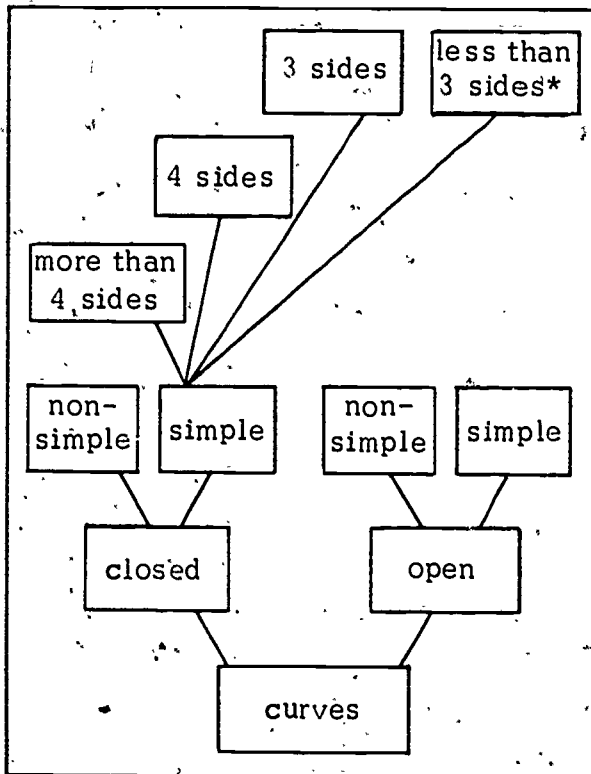 less than
3 sides*
3 sides
4 sides
more than
4 sides
non-
simple
simple
non-
simple
simple
closed
open
curves